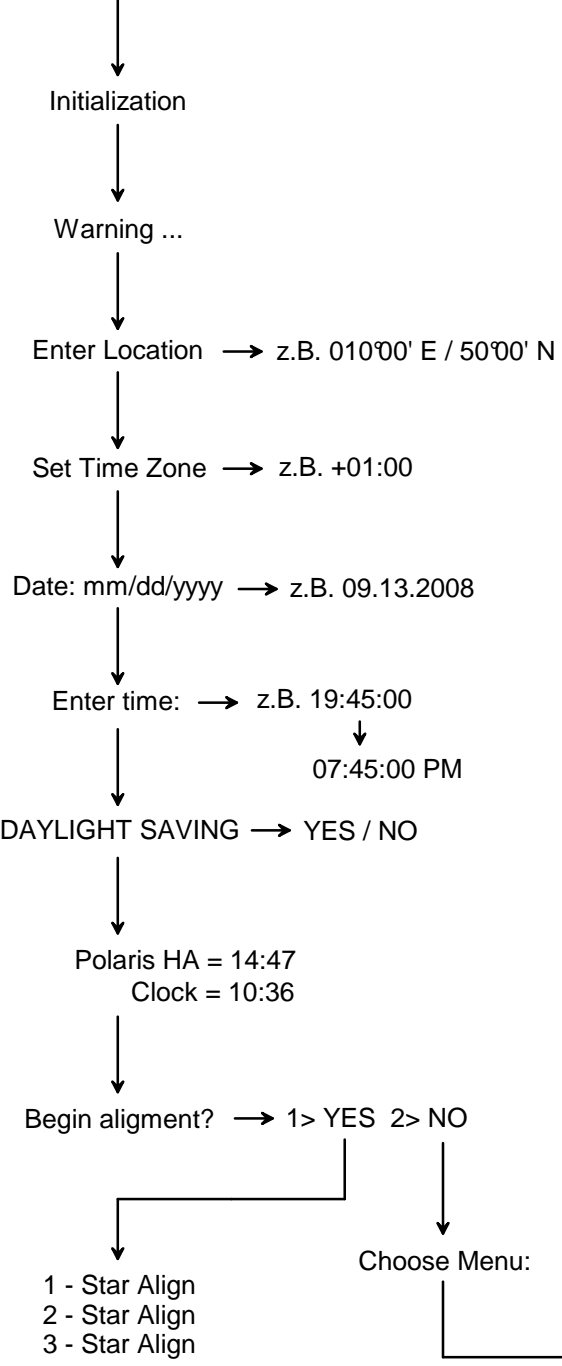 Initialization
Warning ...
Enter Location z.B. 010°00' E / 50°00' N
Set Time Zone z.B. +01:00
Date: mm/dd/yyyy z.B. 09.13.2008
Enter time: z.B. 19:45:00
07:45:00 PM
DAYLIGHT SAVING YES / NO
Polaris HA = 14:47
Clock = 10:36
Begin aligment? 1> YES 2> NO
Choose Menu:
1 - Star Align
2 - Star Align
3 - Star Align